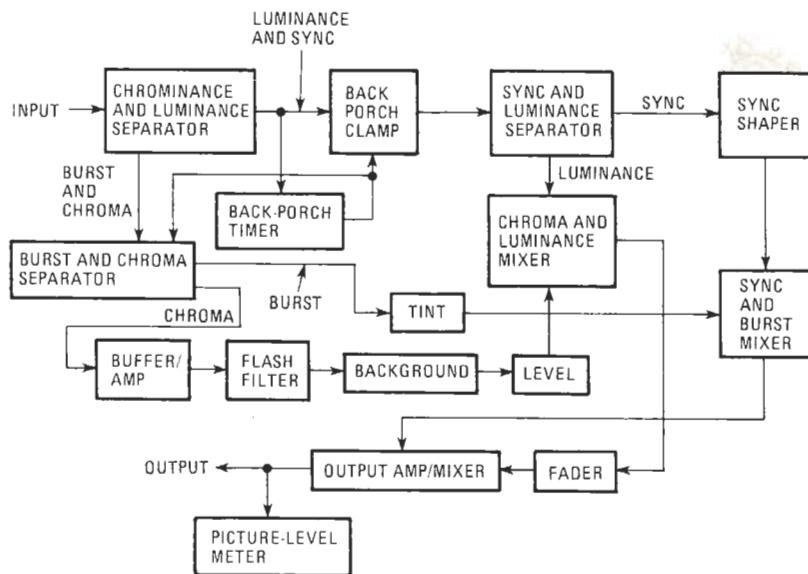 LUMINANCE
AND SYNC
INPUT
CHROMINANCE
AND LUMINANCE
SEPARATOR
BACK
PORCH
CLAMP
SYNC AND
LUMINANCE
SEPARATOR
SYNC
SYNC
SHAPER
BURST
AND
CHROMA
LUMINANCE
BACK-PORCH
TIMER
CHROMA AND
LUMINANCE
MIXER
BURST AND CHROMA
SEPARATOR
BURST
CHROMA
TINT
SYNC
AND
BURST
MIXER
BUFFER/
AMP
FLASH
FILTER
BACKGROUND
LEVEL
OUTPUT
OUTPUT AMP/MIXER
FADER
PICTURE-LEVEL
METER